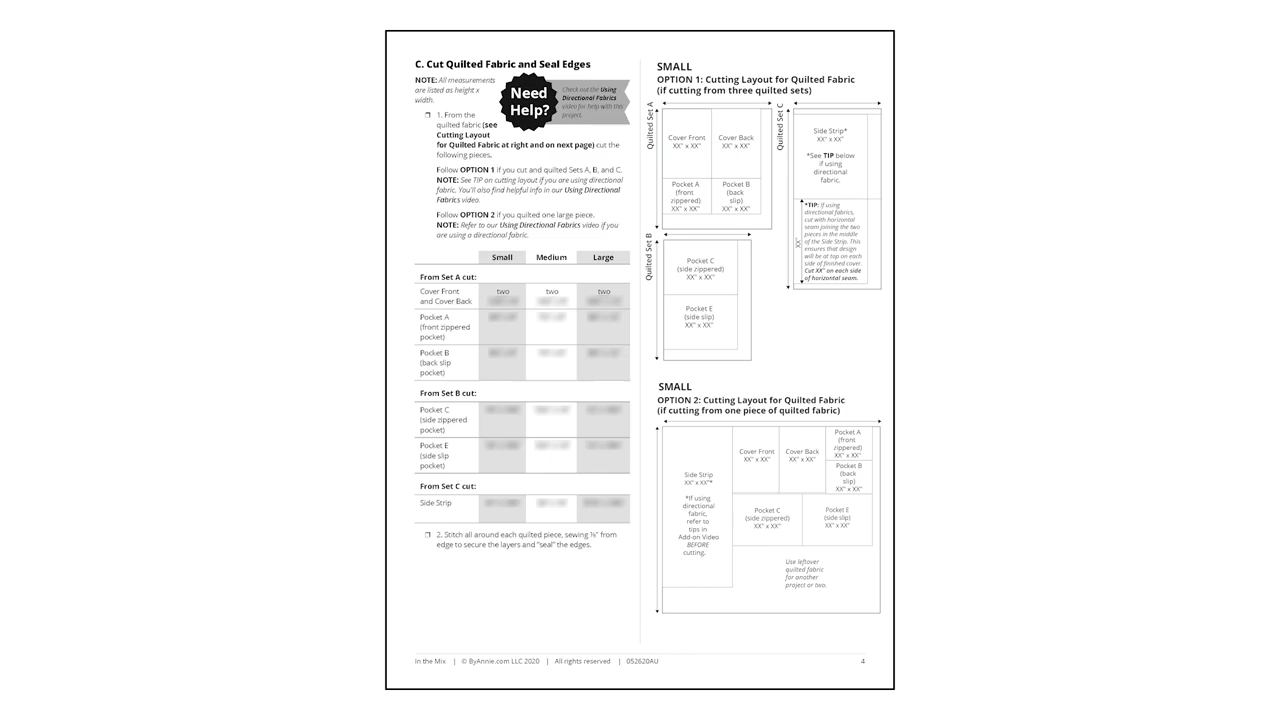 C. Cut Quilted Fabric and Seal Edges
NOTE: All measurements
are listed as height x
width.
Need
Help?
Check out the Using
Directional Fabrics
video for help with this
project.
❒ 1. From the
quilted fabric (see
Cutting Layout
for Quilted Fabric at right and on next page) cut the
following pieces.
Follow OPTION 1 if you cut and quilted Sets A, B, and C.
NOTE: See TIP on cutting layout if you are using directional
fabric. You'll also find helpful info in our Using Directional
Fabrics video.
Follow OPTION 2 if you quilted one large piece.
NOTE: Refer to our Using Directional Fabrics video if you
are using a directional fabric.
Small Medium Large
From Set A cut:
Cover Front two two two
and Cover Back
Pocket A
(front zippered
pocket)
Pocket B
(back slip
pocket)
From Set B cut:
Pocket C
(side zippered
pocket)
Pocket E
(side slip
pocket)
From Set C cut:
Side Strip
❒ 2. Stitch all around each quilted piece, sewing ⅛" from
edge to secure the layers and "seal" the edges.
SMALL
OPTION 1: Cutting Layout for Quilted Fabric
(if cutting from three quilted sets)
Quilted Set A
Cover Front
XX" x XX"
Cover Back
XX" x XX"
Pocket A
(front
zippered)
XX" x XX"
Pocket B
(back
slip)
XX" x XX"
Quilted Set C
Side Strip*
XX" x XX"
*See TIP below
if using
directional
fabric.
XX"
*TIP: If using
directional fabrics,
cut with horizontal
seam joining the two
pieces in the middle
of the Side Strip. This
ensures that design
will be at top on each
side of finished cover.
Cut XX" on each side
of horizontal seam.
Quilted Set B
Pocket C
(side zippered)
XX" x XX"
Pocket E
(side slip)
XX" x XX"
SMALL
OPTION 2: Cutting Layout for Quilted Fabric
(if cutting from one piece of quilted fabric)
Side Strip
XX" x XX"*
*If using
directional
fabric,
refer to
tips in
Add-on Video
BEFORE
cutting.
Cover Front
XX" x XX"
Cover Back
XX" x XX"
Pocket A
(front
zippered)
XX" x XX"
Pocket B
(back
slip)
XX" x XX"
Pocket C
(side zippered)
XX" x XX"
Pocket E
(side slip)
XX" x XX"
Use leftover
quilted fabric
for another
project or two.
In the Mix | © ByAnnie.com LLC 2020 | All rights reserved | 052620AU 4